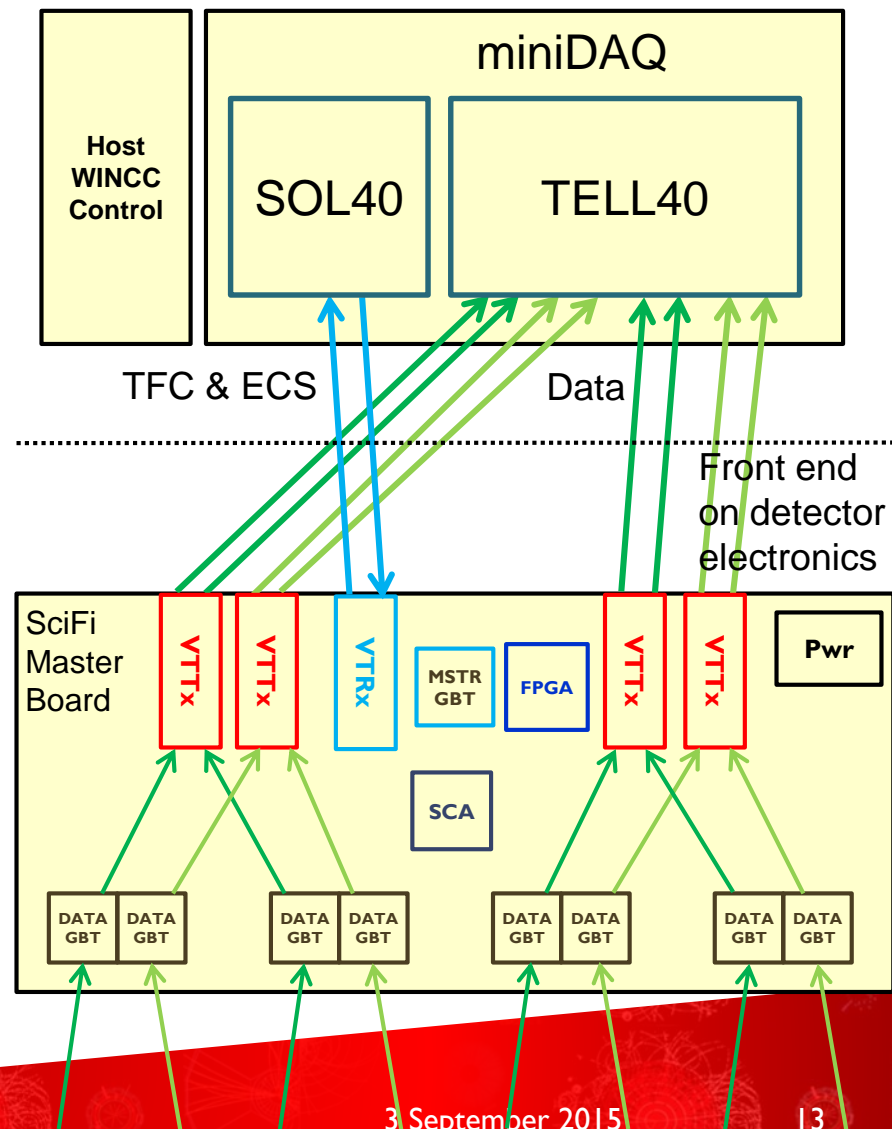 miniDAQ
Host
WINCC
Control
SOL40
TELL40
TFC & ECS
Data
Front end
on detector
electronics
SciFi
Master
Board
VTTx
VTTx
VTRx
MSTR
GBT
FPGA
VTTx
VTTx
Pwr
SCA
DATA
GBT
DATA
GBT
DATA
GBT
DATA
GBT
DATA
GBT
DATA
GBT
DATA
GBT
DATA
GBT
3 September 2015
13